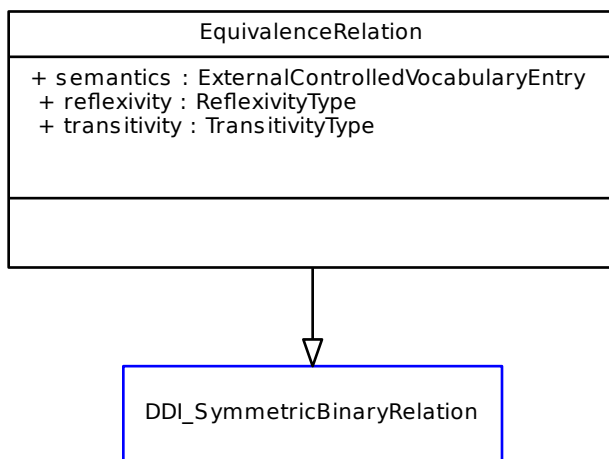 EquivalenceRelation
+ semantics : ExternalControlledVocabularyEntry
+ reflexivity : ReflexivityType
+ transitivity : TransitivityType
DDI_SymmetricBinaryRelation